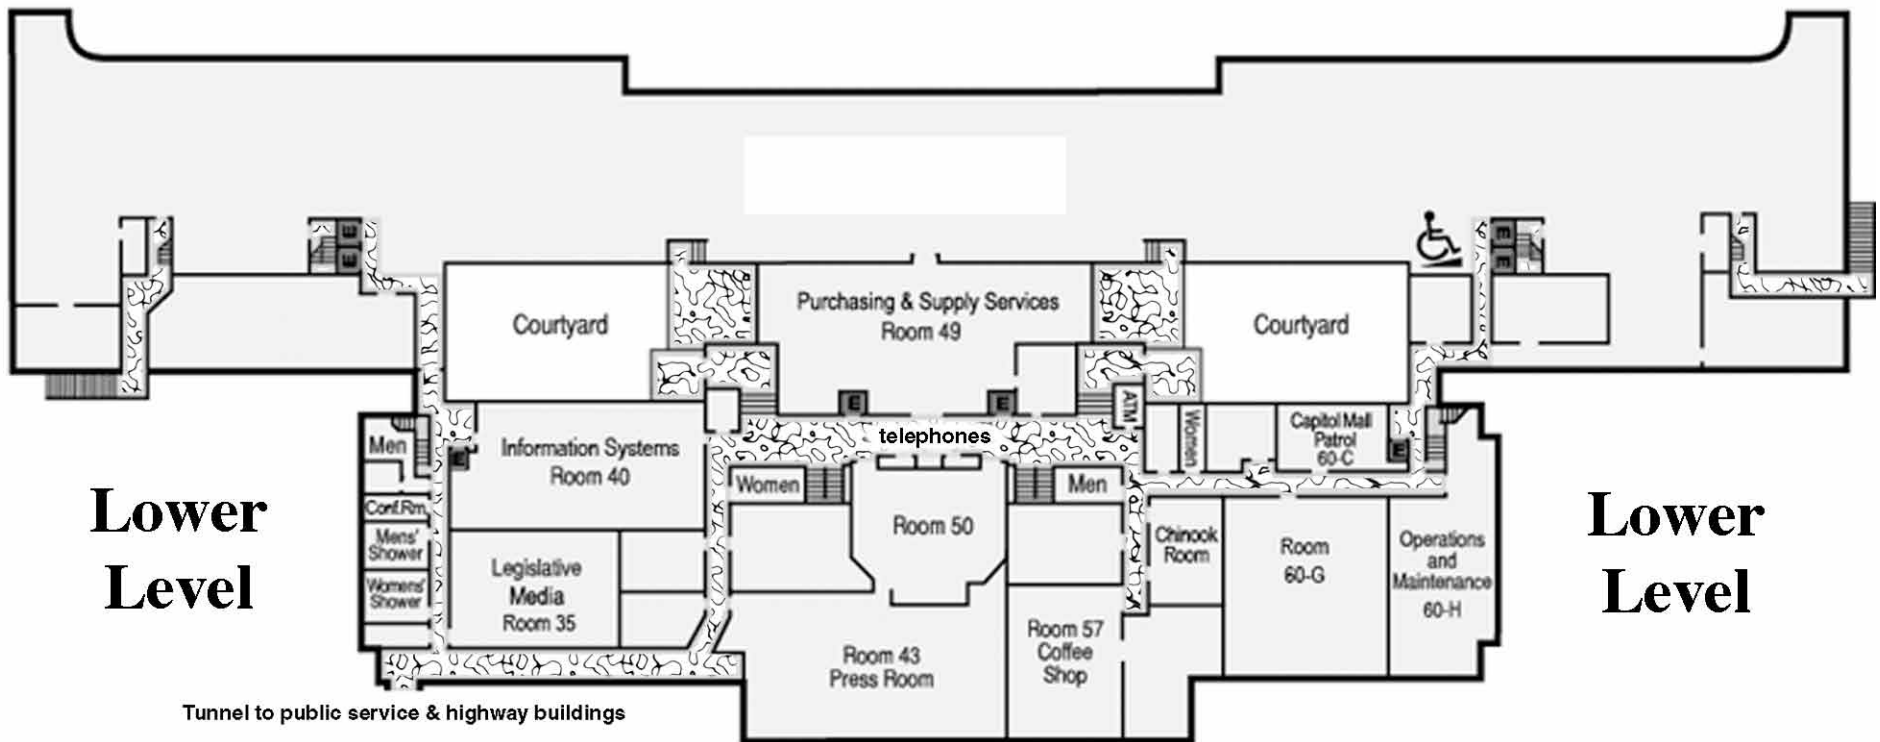 Courtyard
Purchasing & Supply Services
Room 49
Courtyard
E
E
E
E
E
E
ATM
telephones
Men
E
Information Systems
Room 40
Women
Men
Women
Capitol Mall
Patrol
60-C
E
Lower
Level
Conf.Rm.
Mens'
Shower
Womens'
Shower
Legislative
Media
Room 35
Room 50
Chinook
Room
Room
60-G
Operations
and
Maintenance
60-H
Lower
Level
Room 43
Press Room
Room 57
Coffee
Shop
Tunnel to public service & highway buildings